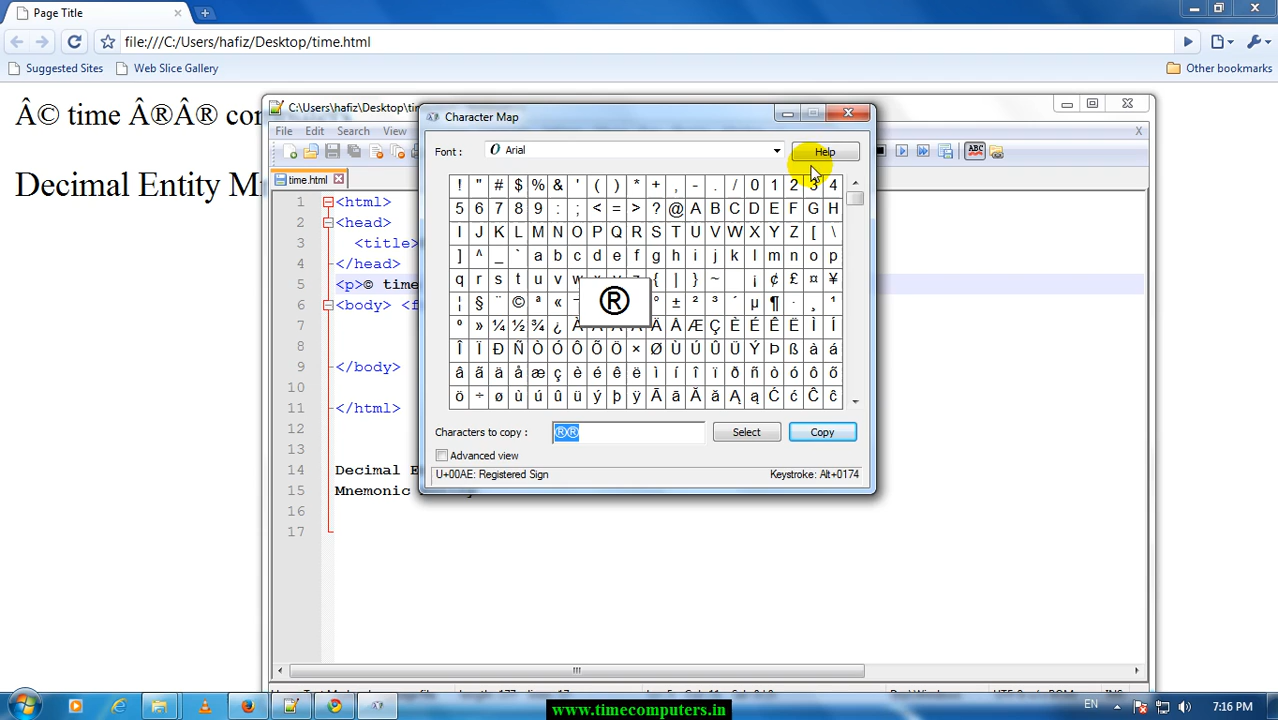 Page Title
file:///C:/Users/hafiz/Desktop/time.html
Suggested Sites Web Slice Gallery Other bookmarks
Â© time Â®Â® con
Decimal Entity M
C:\Users\hafiz\Desktop\ti
File Edit Search View X
time.html
Character Map
Font : Arial Help
! " # $ % & ' ( ) * + , - . / 0 1 2 3 4
5 6 7 8 9 : ; < = > ? @ A B C D E F G H
I J K L M N O P Q R S T U V W X Y Z [ \
] ^ _ ` a b c d e f g h i j k l m n o p
q r s t u v w x y z { | } ~ ¡ ¢ £ ¤ ¥
¦ § ¨ © ª « ® ° ± ² ³ ´ µ ¶ · ¸ ¹
º » ¼ ½ ¾ ¿ Ä Å Æ Ç È É Ê Ë Ì Í
Î Ï Ð Ñ Ò Ó Ô Õ Ö × Ø Ù Ú Û Ü Ý Þ ß à á
â ã ä å æ ç è é ê ë ì í î ï ð ñ ò ó ô õ
ö ÷ ø ù ú û ü ý þ ÿ Ā ā Ă ă Ą ą Ć ć Ĉ ĉ
Characters to copy : ®® Select Copy
Advanced view
U+00AE: Registered Sign Keystroke: Alt+0174
1 <html>
2 <head>
3 <title>
4 </head>
5 <p>© time
6 <body> <f
7
8
9 </body>
10
11 </html>
12
13
14 Decimal E
15 Mnemonic
16
17
EN 7:16 PM
www.timecomputers.in